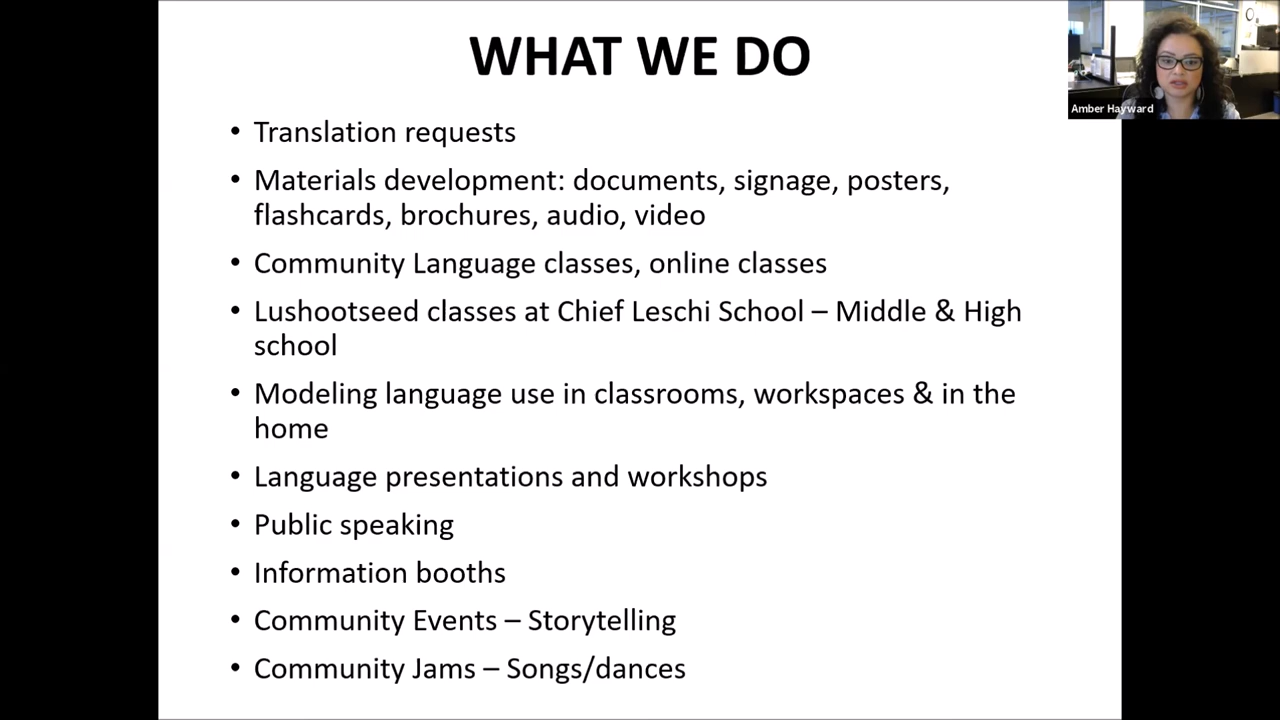 WHAT WE DO
Amber Hayward
• Translation requests
• Materials development: documents, signage, posters,
flashcards, brochures, audio, video
• Community Language classes, online classes
• Lushootseed classes at Chief Leschi School – Middle & High
school
• Modeling language use in classrooms, workspaces & in the
home
• Language presentations and workshops
• Public speaking
• Information booths
• Community Events – Storytelling
• Community Jams – Songs/dances